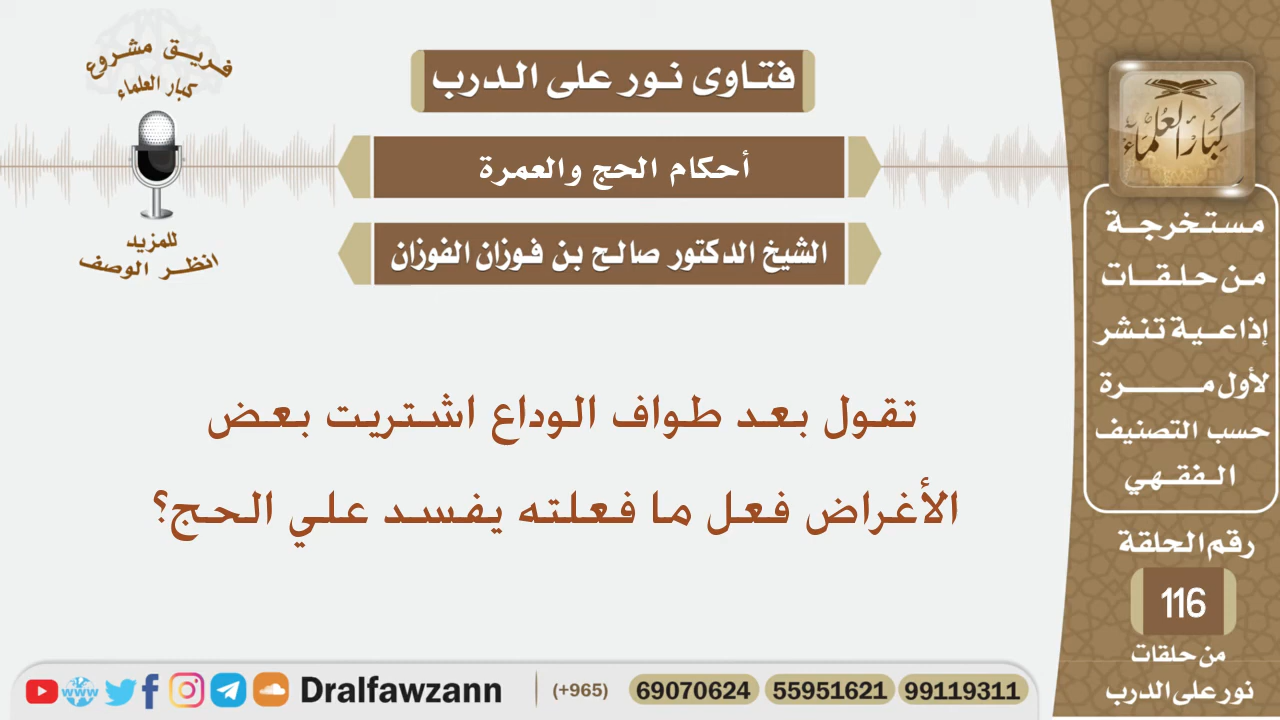 فتاوى نور على الدرب
أحكام الحج والعمرة
الشيخ الدكتور صالح بن فوزان الفوزان
تقول بعد طواف الوداع اشتريت بعض
الأغراض فعل ما فعلته يفسد علي الحج؟
فريق مشروع
كبار العلماء
للمزيد
انظر الوصف
كبار العلماء
مستخرجة
من حلقات
إذاعية تنشر
لأول مرة
حسب التصنيف
الفقهي
رقم الحلقة
116
من حلقات
نور على الدرب
Dralfawzann (+965) 69070624 55951621 99119311
www